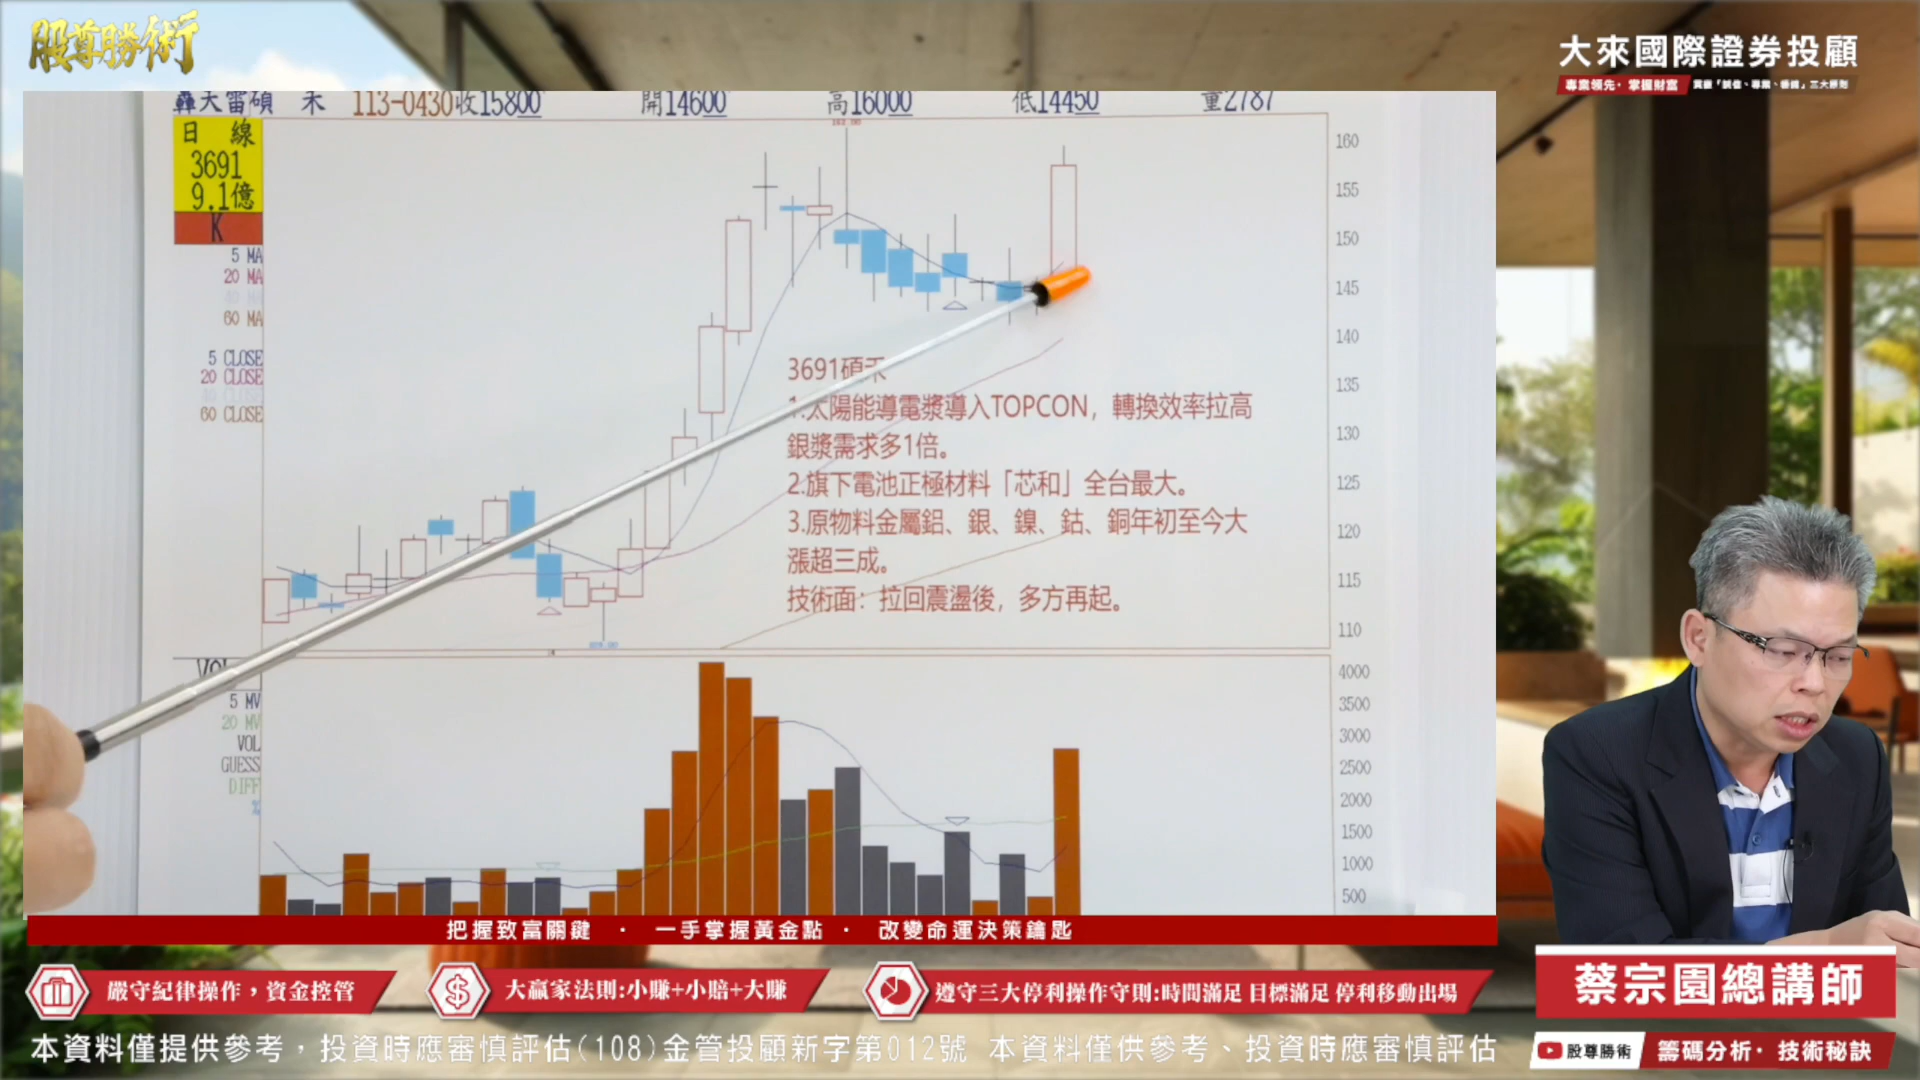 股尊勝術
大來國際證券投顧
專業領先・掌握財富
碩 禾 113-0430收15800 開14600 高16000 低14450 量2787
日 線
3691
9.1億
K
5 MA
20 MA
60 MA
5 CLOSE
20 CLOSE
60 CLOSE
160
155
150
145
140
135
130
125
120
115
110
3691碩禾
1.太陽能導電漿導入TOPCON，轉換效率拉高
銀漿需求多1倍。
2.旗下電池正極材料「芯和」全台最大。
3.原物料金屬鋁、銀、鎳、鈷、銅年初至今大
漲超三成。
技術面：拉回震盪後，多方再起。
VOL
5 MV
20 MV
VOL
GUESS
DIFF
4000
3500
3000
2500
2000
1500
1000
500
把握致富關鍵 · 一手掌握黃金點 · 改變命運決策鑰匙
嚴守紀律操作，資金控管
大贏家法則:小賺+小賠+大賺
遵守三大停利操作守則:時間滿足 目標滿足 停利移動出場
蔡宗園總講師
本資料僅提供參考，投資時應審慎評估(108)金管投顧新字第012號 本資料僅供參考、投資時應審慎評估
股尊勝術
籌碼分析・技術秘訣